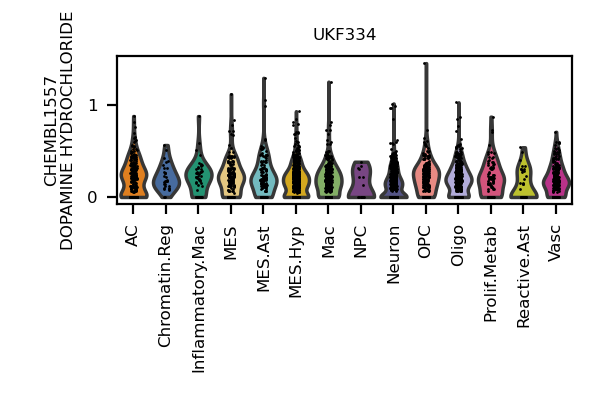 UKF334
CHEMBL1557
DOPAMINE HYDROCHLORIDE
1
0
AC
Chromatin.Reg
Inflammatory.Mac
MES
MES.Ast
MES.Hyp
Mac
NPC
Neuron
OPC
Oligo
Prolif.Metab
Reactive.Ast
Vasc